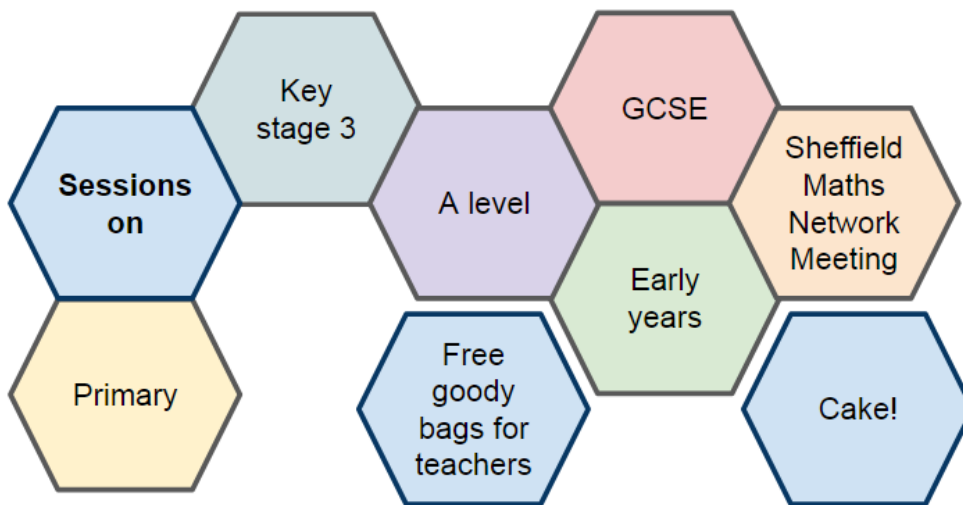 Key
stage 3
GCSE
Sessions
on
A level
Sheffield
Maths
Network
Meeting
Early
years
Primary
Free
goody
bags for
teachers
Cake!